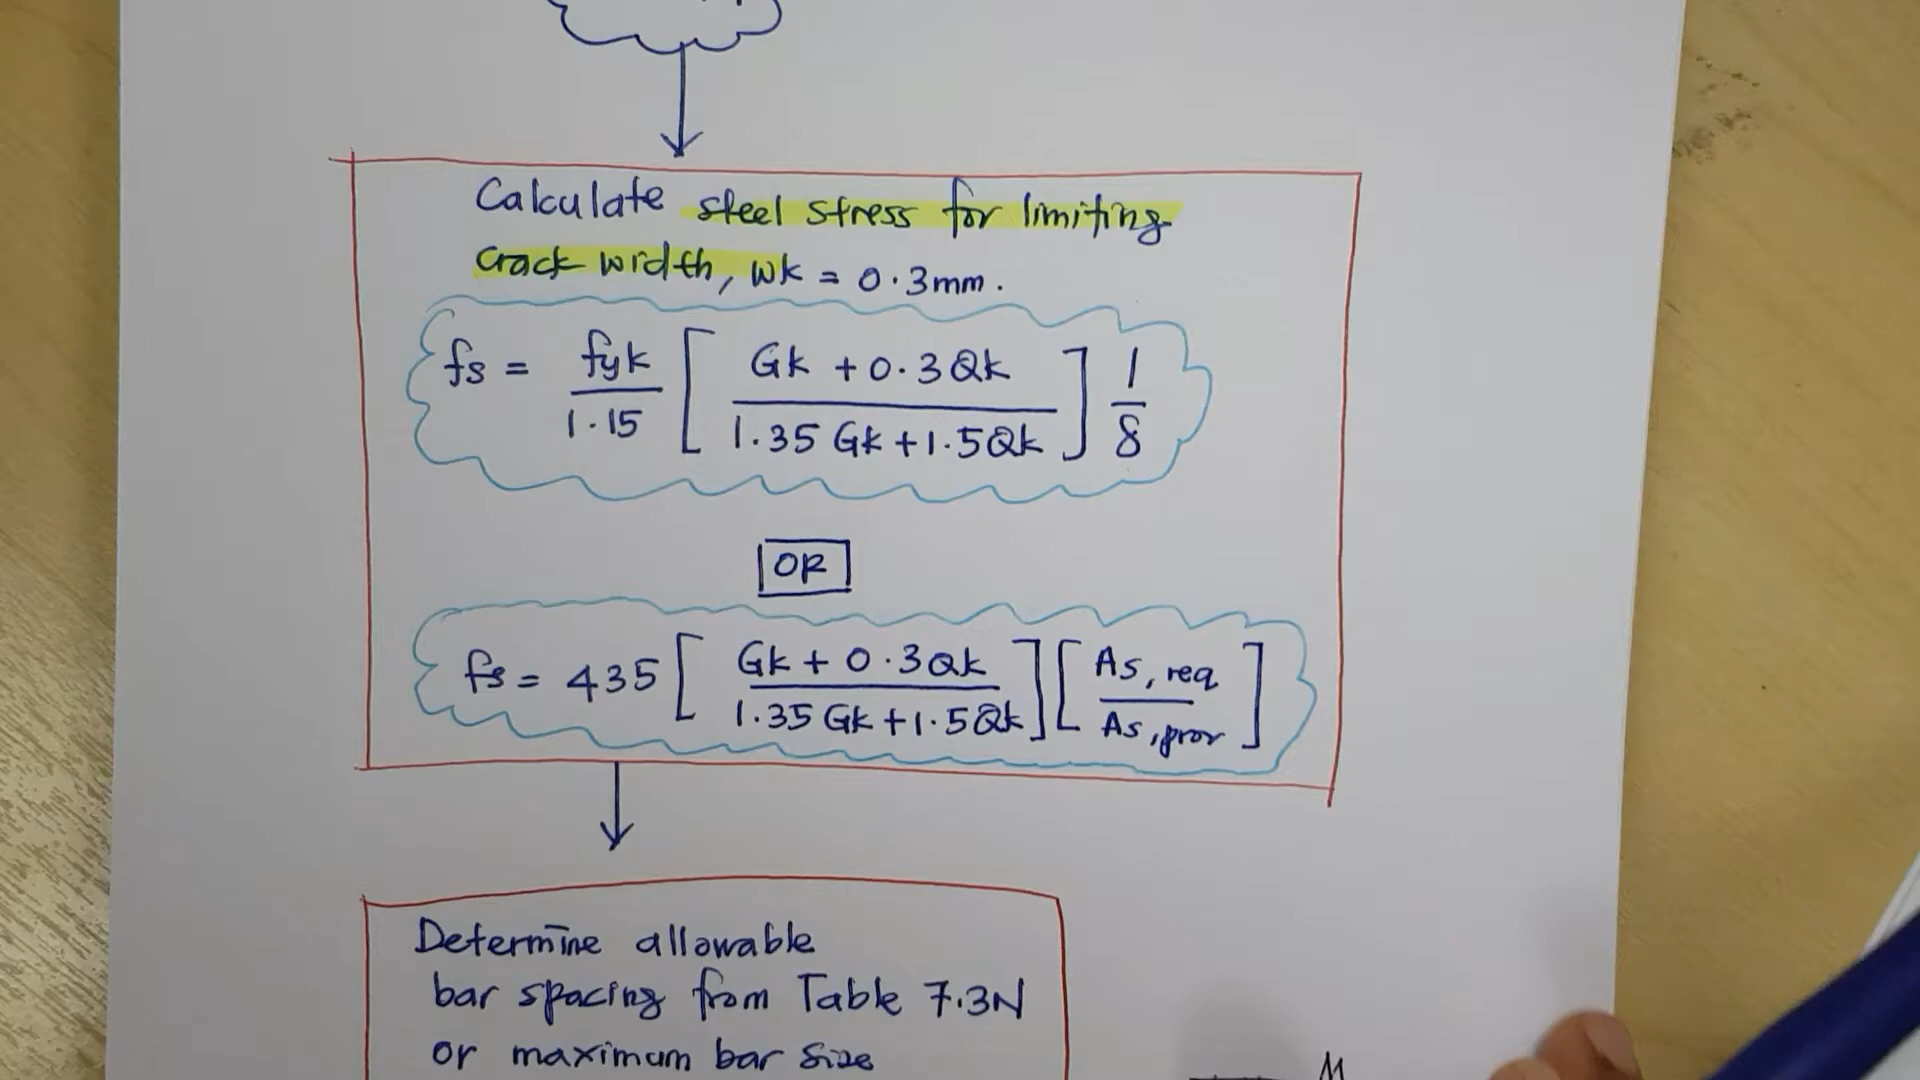 Calculate steel stress for limiting
crack width, wk = 0.3mm.
fs = fyk / 1.15 [ Gk + 0.3Qk / 1.35 Gk + 1.5Qk ] 1 / 8
OR
fs = 435 [ Gk + 0.3Qk / 1.35 Gk + 1.5Qk ] [ As, req / As, prov ]
Determine allowable
bar spacing from Table 7.3N
or maximum bar size